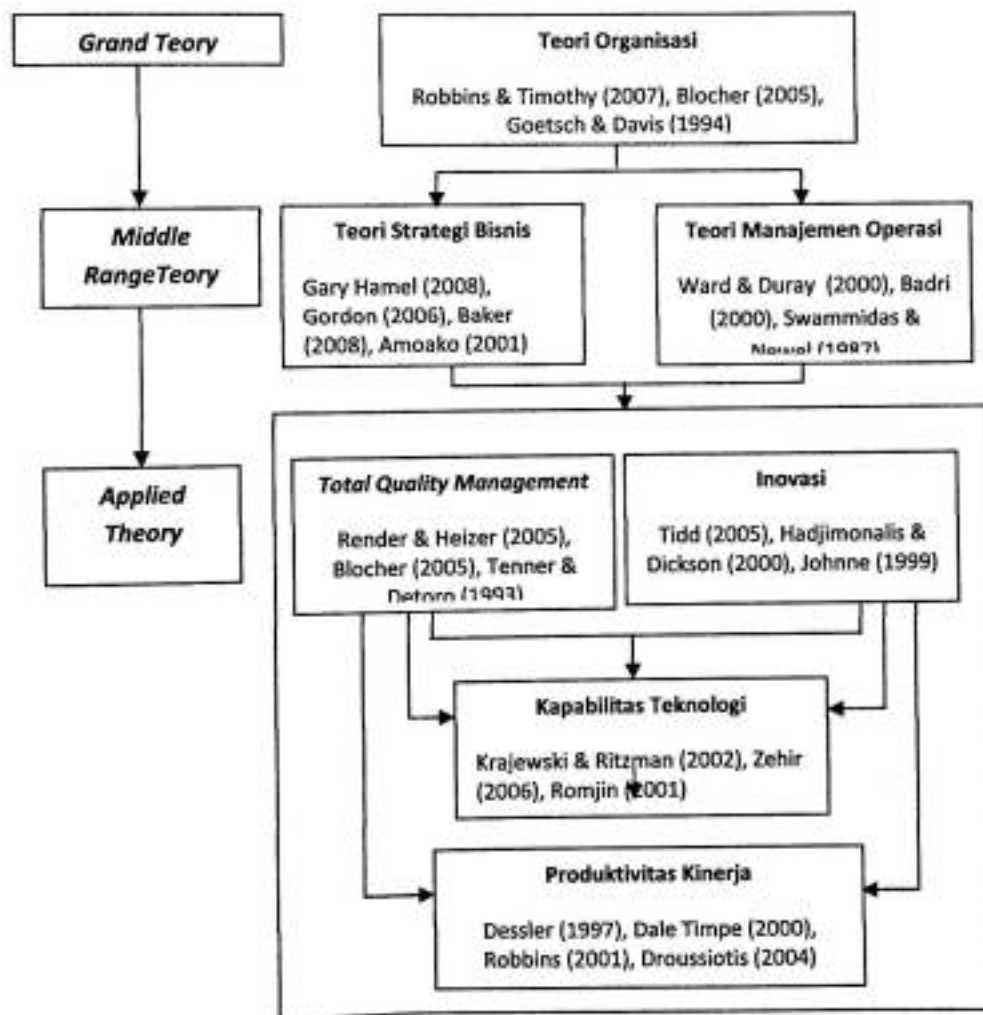 Grand Teory
Teori Organisasi
Robbins & Timothy (2007), Blocher (2005),
Goetsch & Davis (1994)
Middle
RangeTeory
Teori Strategi Bisnis
Gary Hamel (2008),
Gordon (2006), Baker
(2008), Amoako (2001)
Teori Manajemen Operasi
Ward & Duray (2000), Badri
(2000), Swammidas &
(1987)
Applied
Theory
Total Quality Management
Render & Heizer (2005),
Blocher (2005), Tenner &
Detoro (1993)
Inovasi
Tidd (2005), Hadjimonalis &
Dickson (2000), Johnne (1999)
Kapabilitas Teknologi
Krajewski & Ritzman (2002), Zehir
(2006), Romjin (2001)
Produktivitas Kinerja
Dessler (1997), Dale Timpe (2000),
Robbins (2001), Droussiotis (2004)